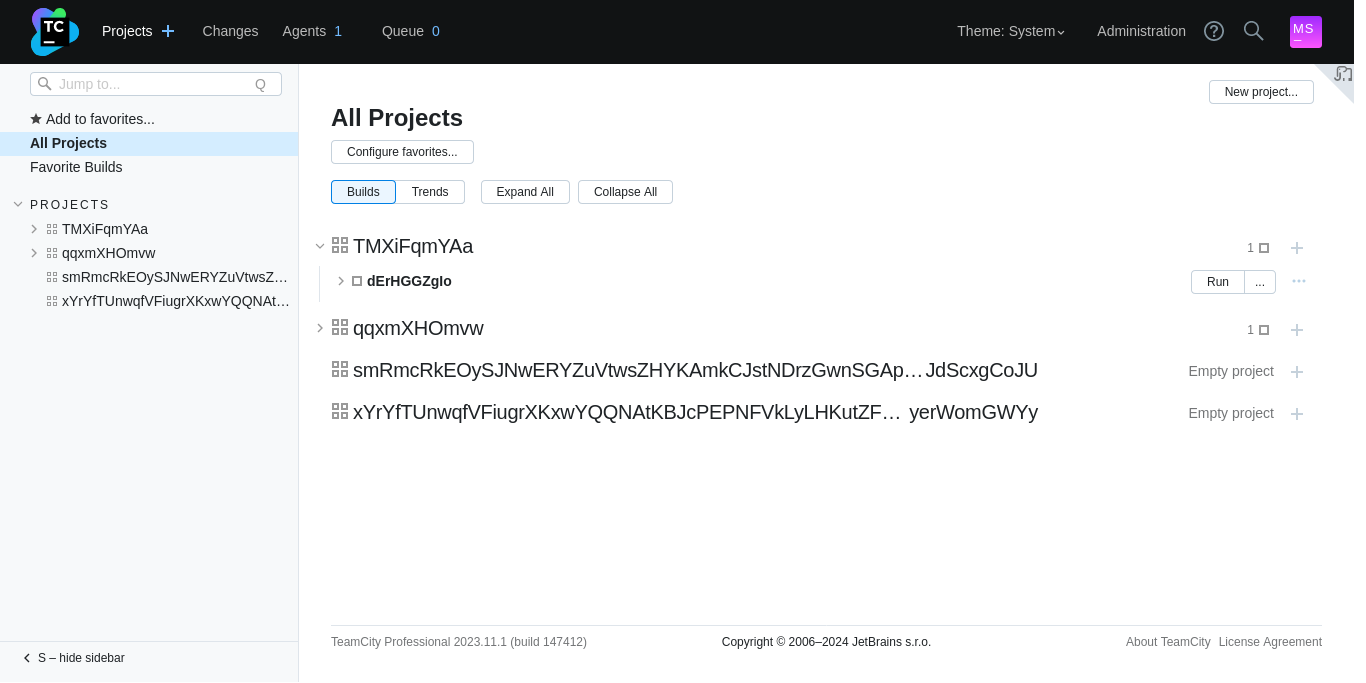 TC
Projects
Changes
Agents 1
Queue 0
Theme: System
Administration
MS
Jump to...
Q
New project...
Add to favorites...
All Projects
Favorite Builds
PROJECTS
TMXiFqmYAa
qqxmXHOmvw
smRmcRkEOySJNwERYZuVtwsZ…
xYrYfTUnwqfVFiugrXKxwYQQNAt…
All Projects
Configure favorites...
Builds
Trends
Expand All
Collapse All
TMXiFqmYAa
1
dErHGGZglo
Run
...
qqxmXHOmvw
1
smRmcRkEOySJNwERYZuVtwsZHYKAmkCJstNDrzGwnSGAp…JdScxgCoJU
Empty project
xYrYfTUnwqfVFiugrXKxwYQQNAtKBJcPEPNFVkLyLHKutZF… yerWomGWYy
Empty project
TeamCity Professional 2023.11.1 (build 147412)
Copyright © 2006–2024 JetBrains s.r.o.
About TeamCity
License Agreement
S – hide sidebar